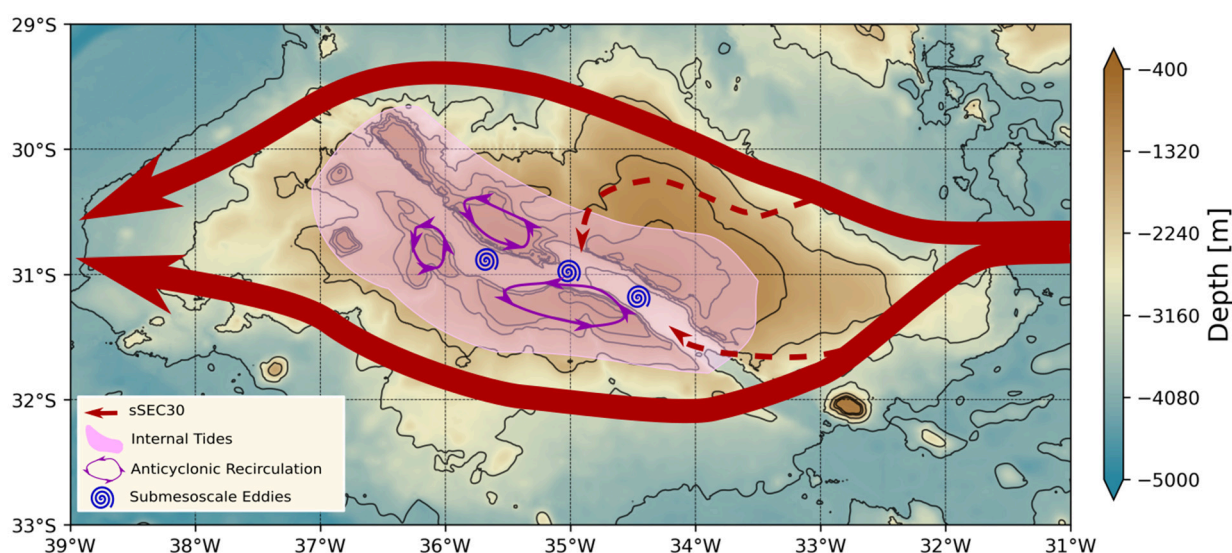 29°S
30°S
31°S
32°S
33°S
39°W 38°W 37°W 36°W 35°W 34°W 33°W 32°W 31°W
sSEC30
Internal Tides
Anticyclonic Recirculation
Submesoscale Eddies
−400
−1320
−2240
−3160
−4080
−5000
Depth [m]